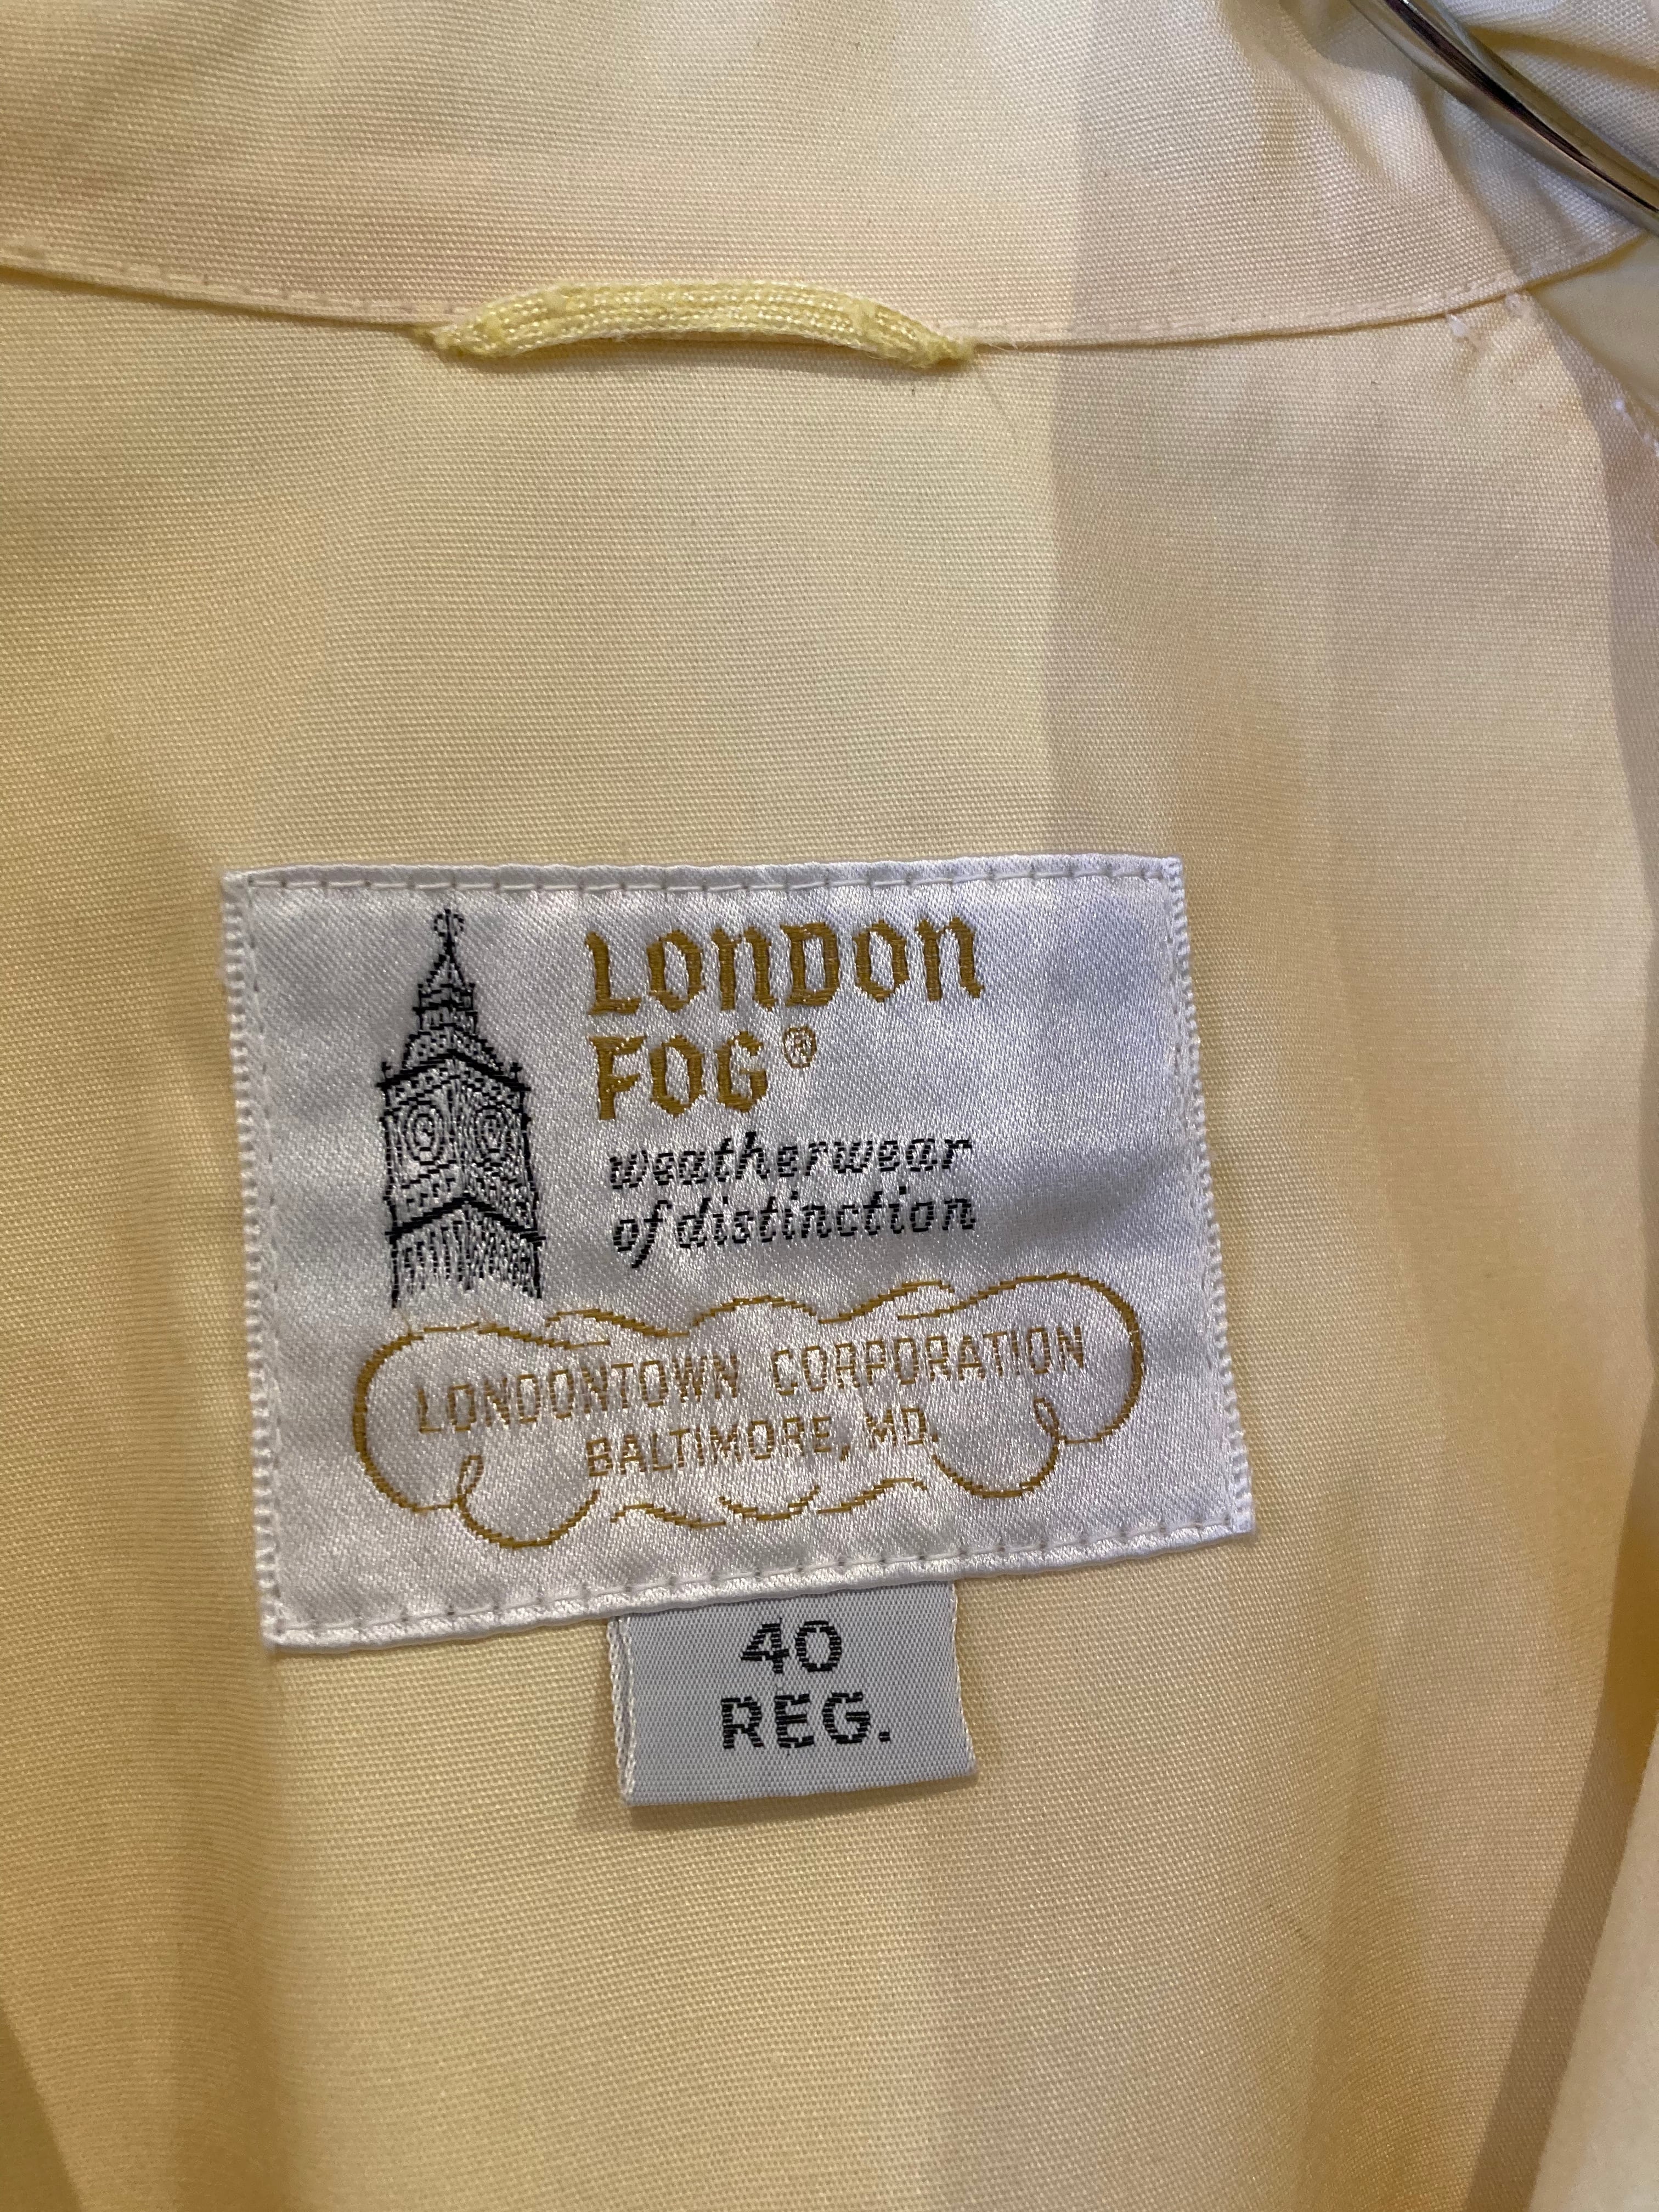 LONDON
FOG®
weatherwear
of distinction
LONDONTOWN CORPORATION
BALTIMORE, MD.
40
REG.